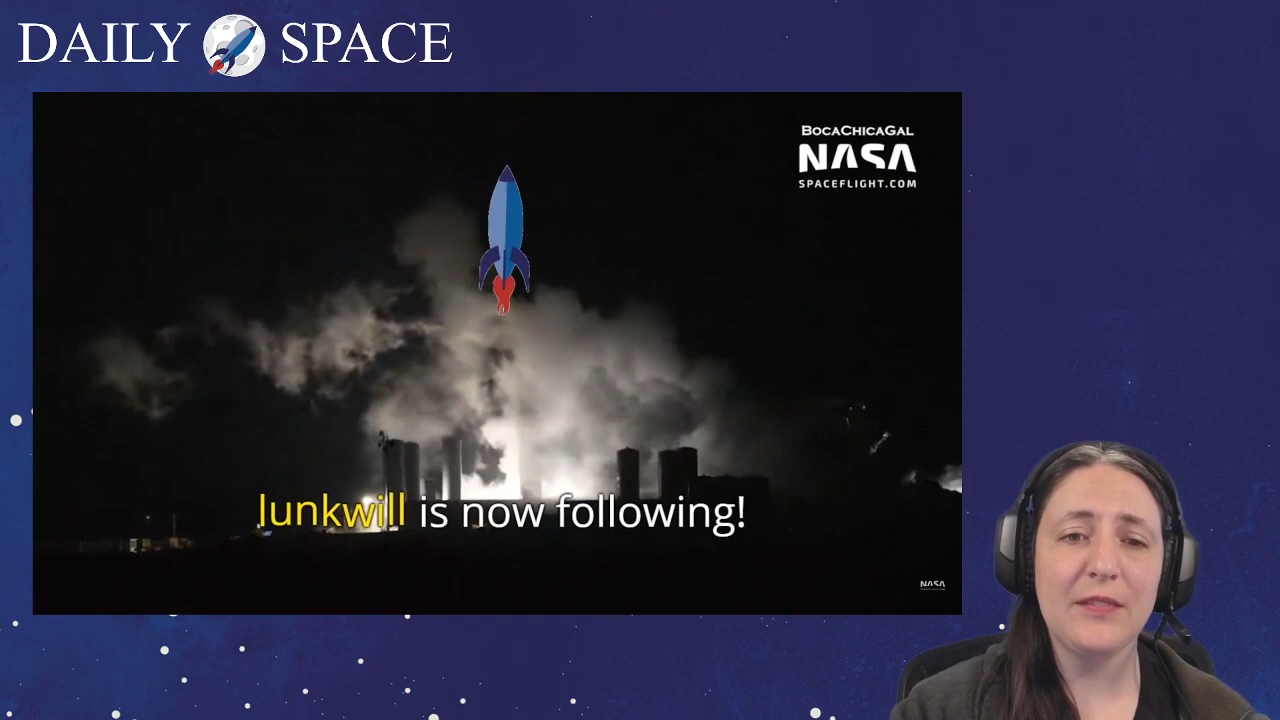 DAILY SPACE
BOCACHICAGAL
NASA
SPACEFLIGHT.COM
lunkwill is now following!
NASA